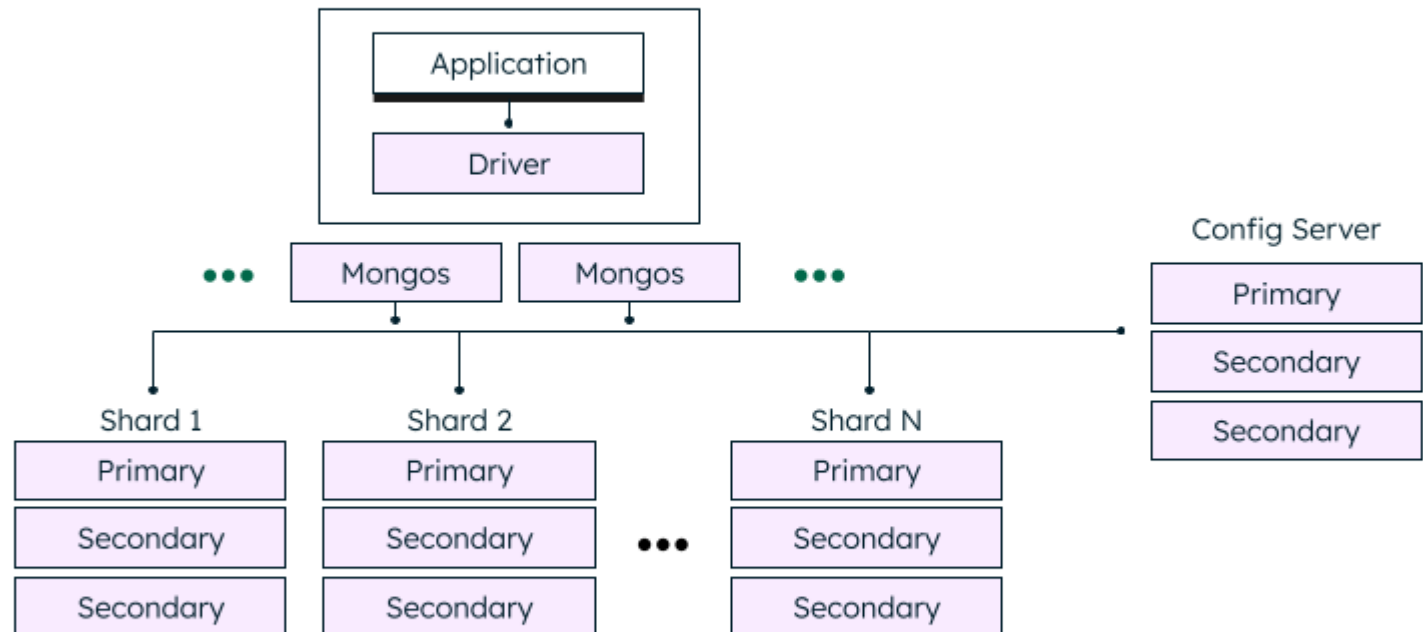 Application
Driver
Config Server
Mongos
Mongos
Primary
Secondary
Secondary
Shard 1
Primary
Secondary
Secondary
Shard 2
Primary
Secondary
Secondary
Shard N
Primary
Secondary
Secondary